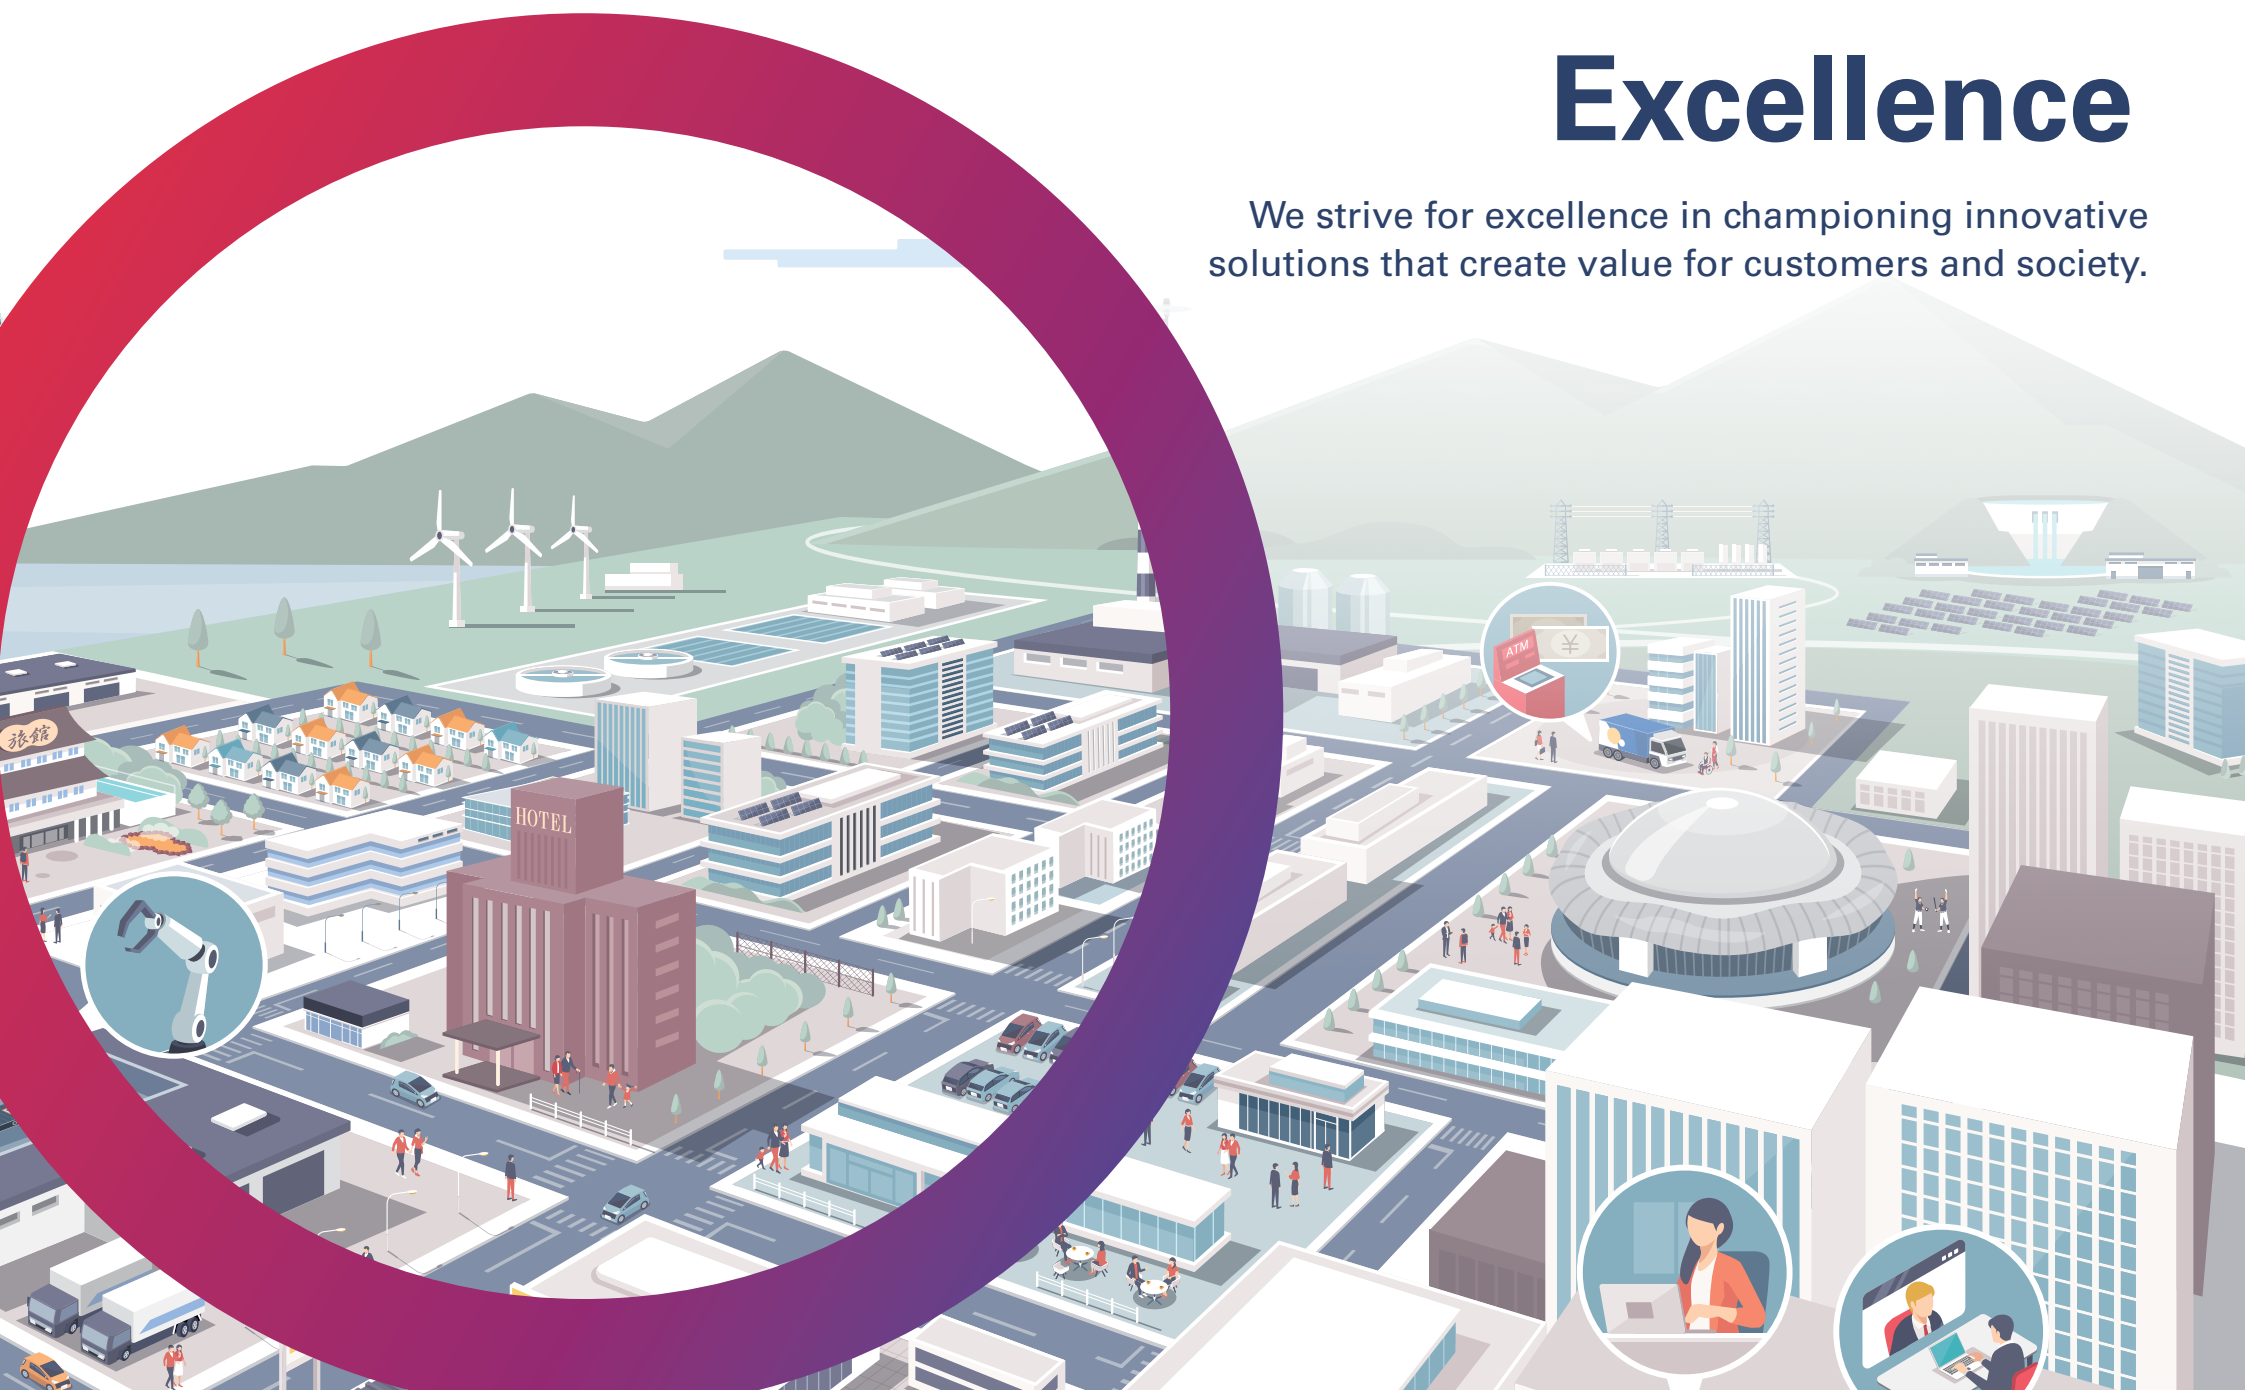 Excellence
We strive for excellence in championing innovative
solutions that create value for customers and society.
ATM
¥
旅館
HOTEL